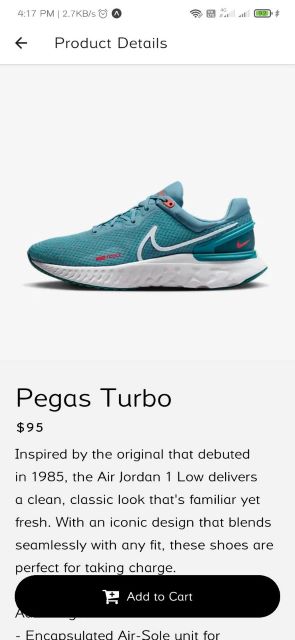 4:17 PM | 2.7KB/s
Product Details
Pegas Turbo
$95
Inspired by the original that debuted
in 1985, the Air Jordan 1 Low delivers
a clean, classic look that's familiar yet
fresh. With an iconic design that blends
seamlessly with any fit, these shoes are
perfect for taking charge.
Add to Cart
- Encapsulated Air-Sole unit for